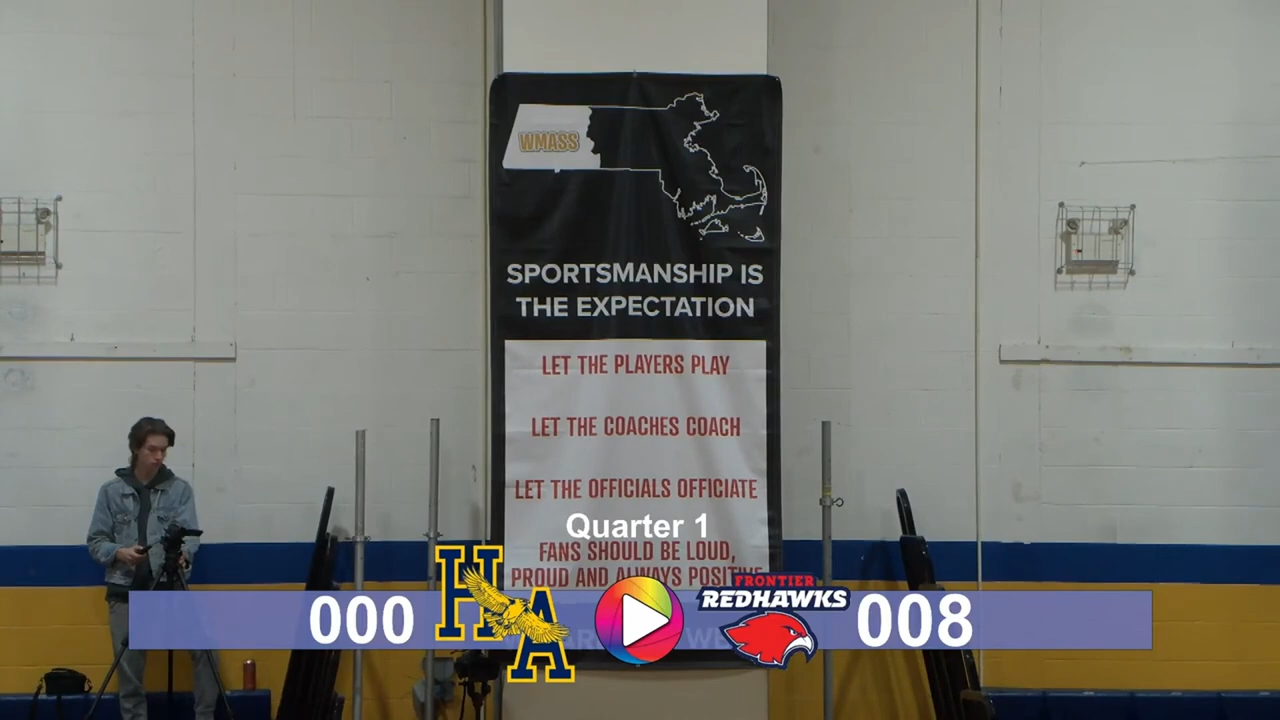 WMASS
SPORTSMANSHIP IS
THE EXPECTATION
LET THE PLAYERS PLAY
LET THE COACHES COACH
LET THE OFFICIALS OFFICIATE
Quarter 1
FANS SHOULD BE LOUD,
PROUD AND ALWAYS POSITIVE
000
HA
FRONTIER
REDHAWKS
008